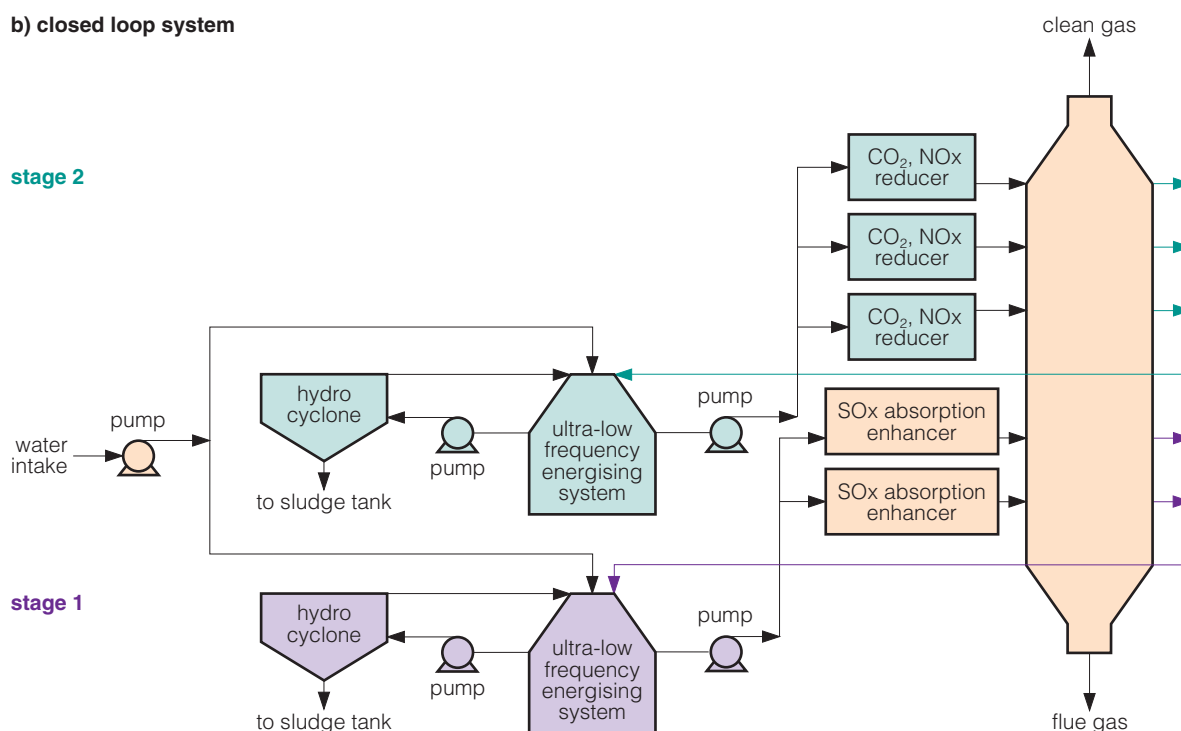 b) closed loop system
clean gas
stage 2
CO₂, NOx
reducer
CO₂, NOx
reducer
CO₂, NOx
reducer
hydro
cyclone
pump
water
intake
pump
to sludge tank
ultra-low
frequency
energising
system
pump
SOx absorption
enhancer
SOx absorption
enhancer
stage 1
hydro
cyclone
pump
to sludge tank
ultra-low
frequency
energising
system
pump
flue gas